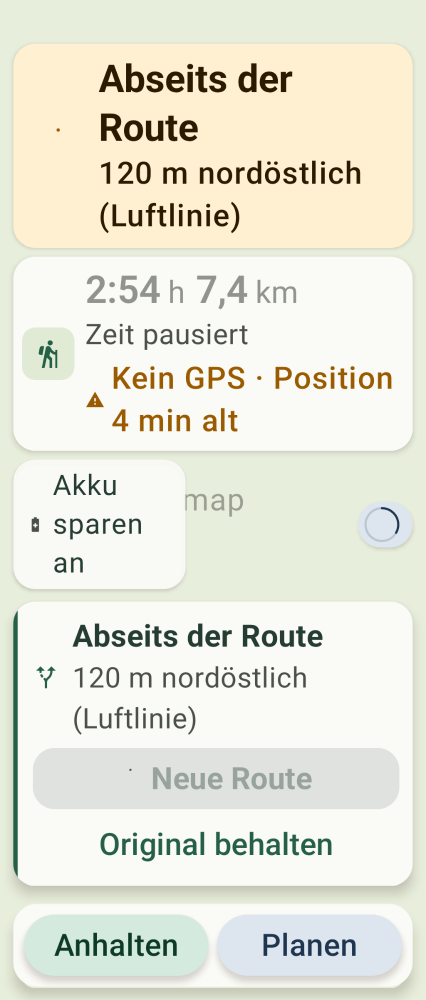 Abseits der
Route
120 m nordöstlich
(Luftlinie)
2:54 h 7,4 km
Zeit pausiert
Kein GPS · Position
4 min alt
Akku
sparen
an
map
Abseits der Route
120 m nordöstlich
(Luftlinie)
Neue Route
Original behalten
Anhalten Planen